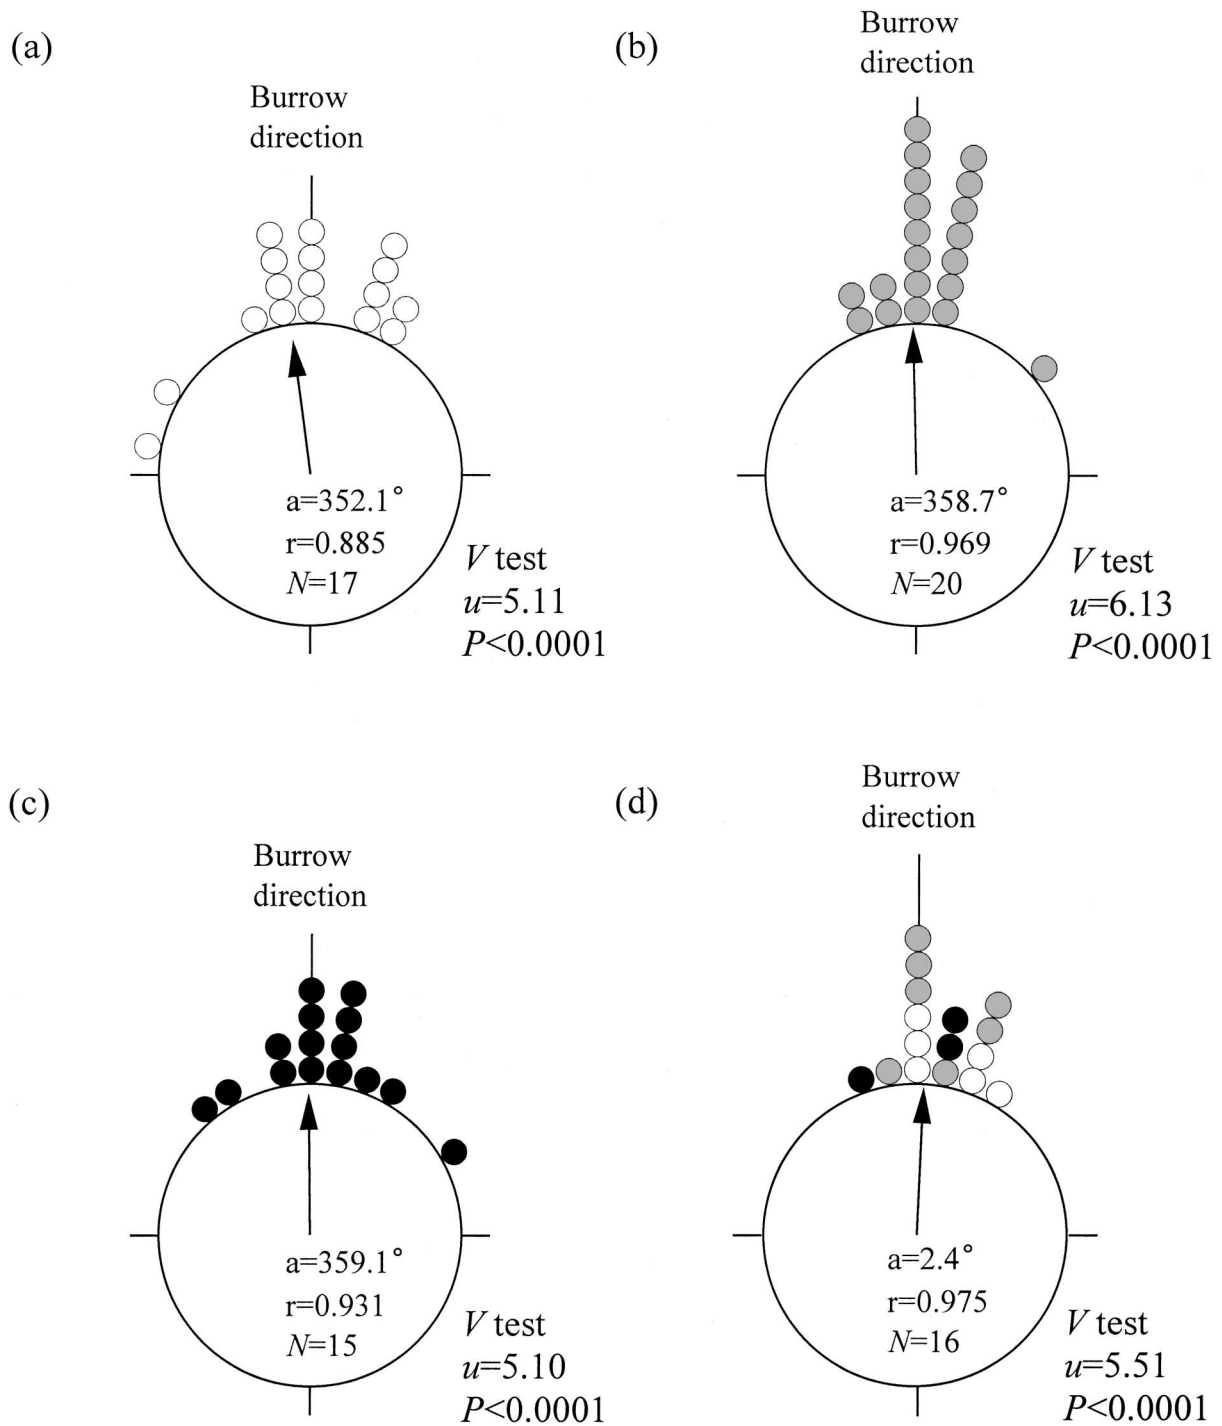 (a)
Burrow
direction
a=352.1°
r=0.885
N=17
V test
u=5.11
P<0.0001
(b)
Burrow
direction
a=358.7°
r=0.969
N=20
V test
u=6.13
P<0.0001
(c)
Burrow
direction
a=359.1°
r=0.931
N=15
V test
u=5.10
P<0.0001
(d)
Burrow
direction
a=2.4°
r=0.975
N=16
V test
u=5.51
P<0.0001